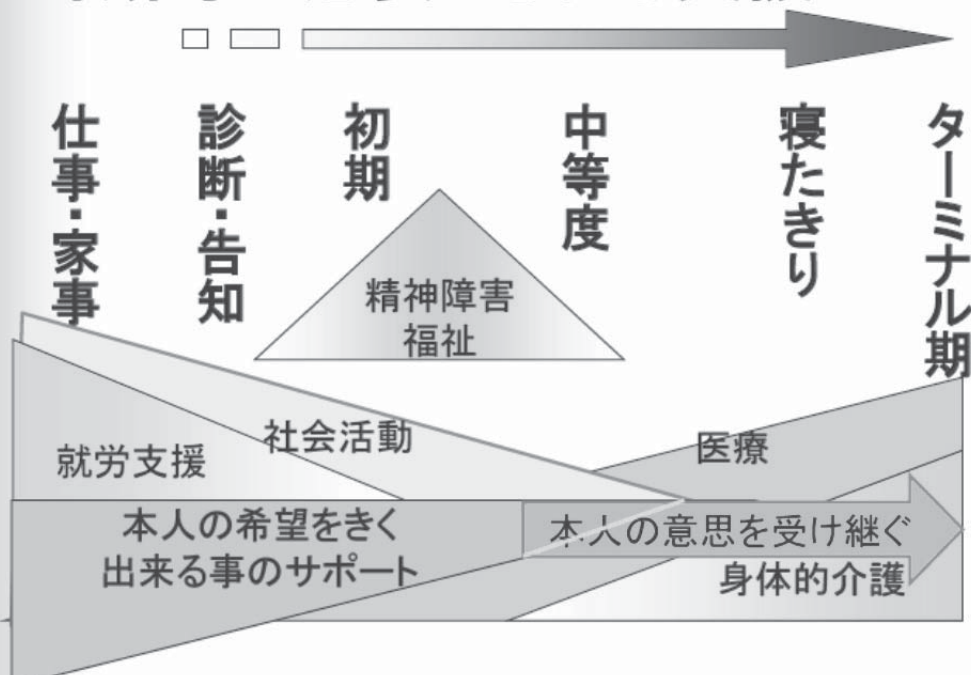 仕事・家事
診断・告知
初期
中等度
寝たきり
ターミナル期
精神障害
福祉
社会活動
就労支援
医療
本人の希望をきく
出来る事のサポート
本人の意思を受け継ぐ
身体的介護